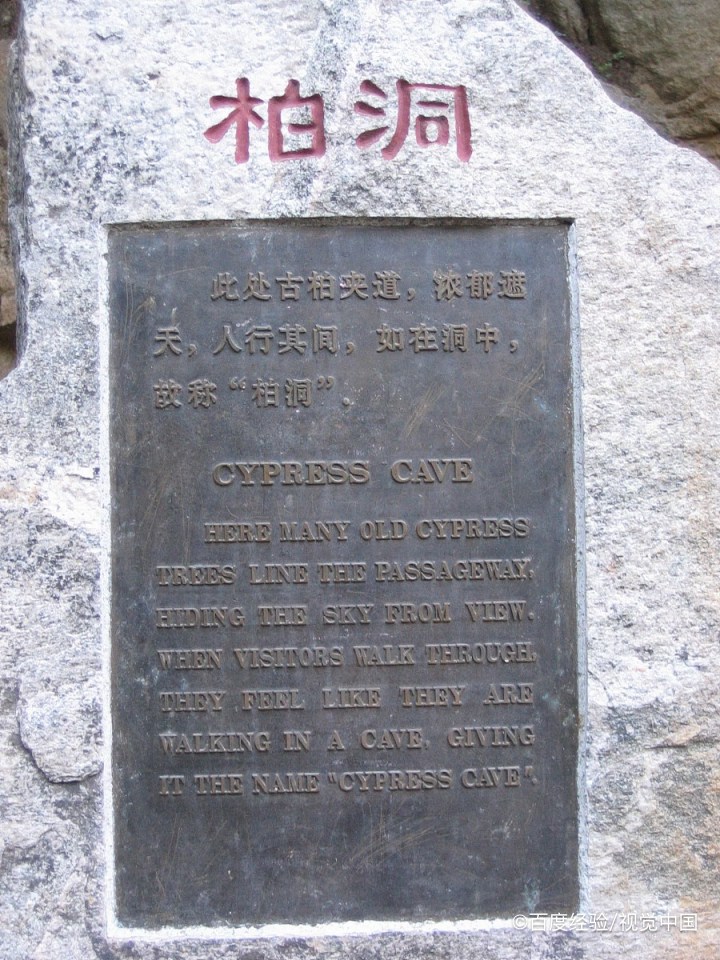 柏洞
此处古柏夹道，浓郁遮
天，人行其间，如在洞中，
故称“柏洞”．
CYPRESS CAVE
HERE MANY OLD CYPRESS
TREES LINE THE PASSAGEWAY,
HIDING THE SKY FROM VIEW.
WHEN VISITORS WALK THROUGH,
THEY FEEL LIKE THEY ARE
WALKING IN A CAVE, GIVING
IT THE NAME "CYPRESS CAVE".
©百度经验/视觉中国